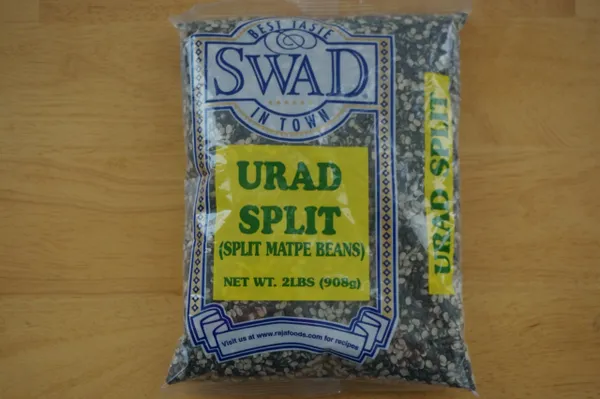 BEST TASTE
SWAD
IN TOWN
URAD
SPLIT
(SPLIT MATPE BEANS)
NET WT. 2LBS (908g)
Visit us at www.rajafoods.com for recipes
URAD SPLIT